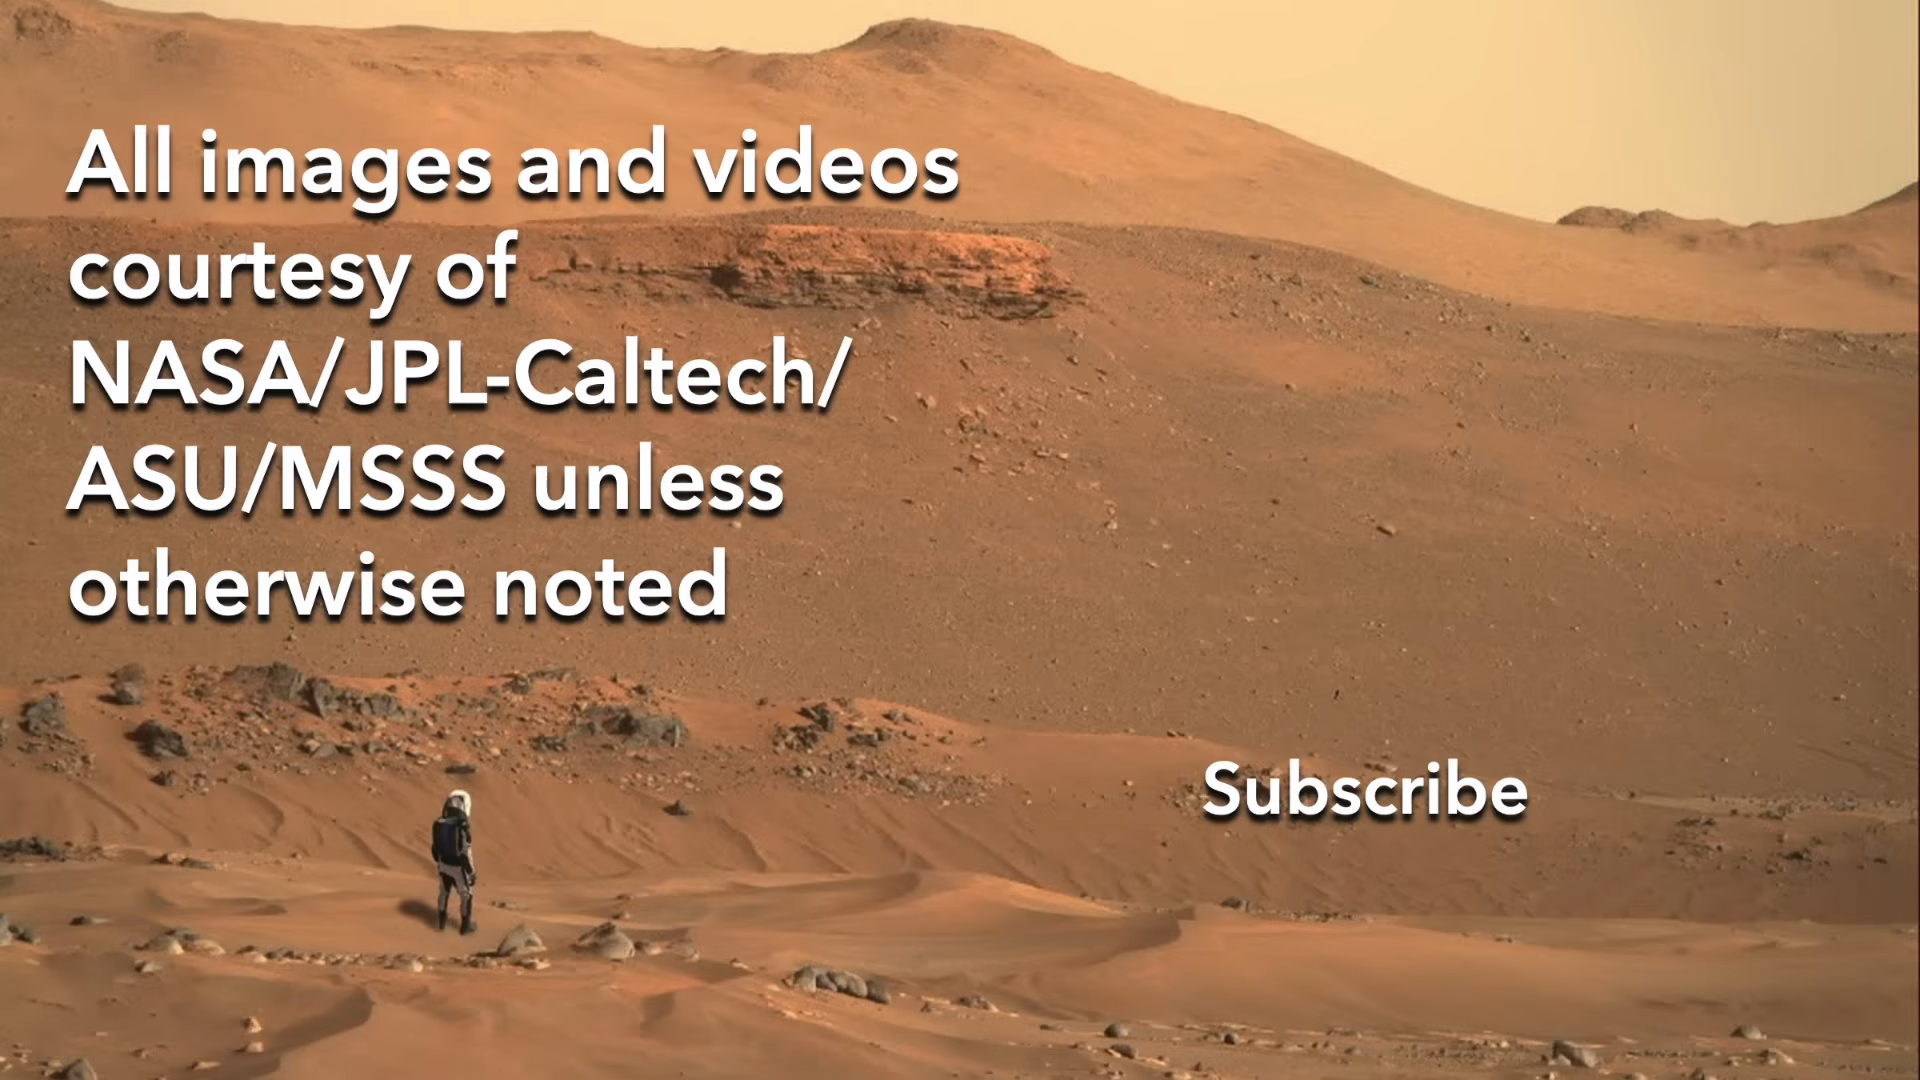 All images and videos
courtesy of
NASA/JPL-Caltech/
ASU/MSSS unless
otherwise noted
Subscribe